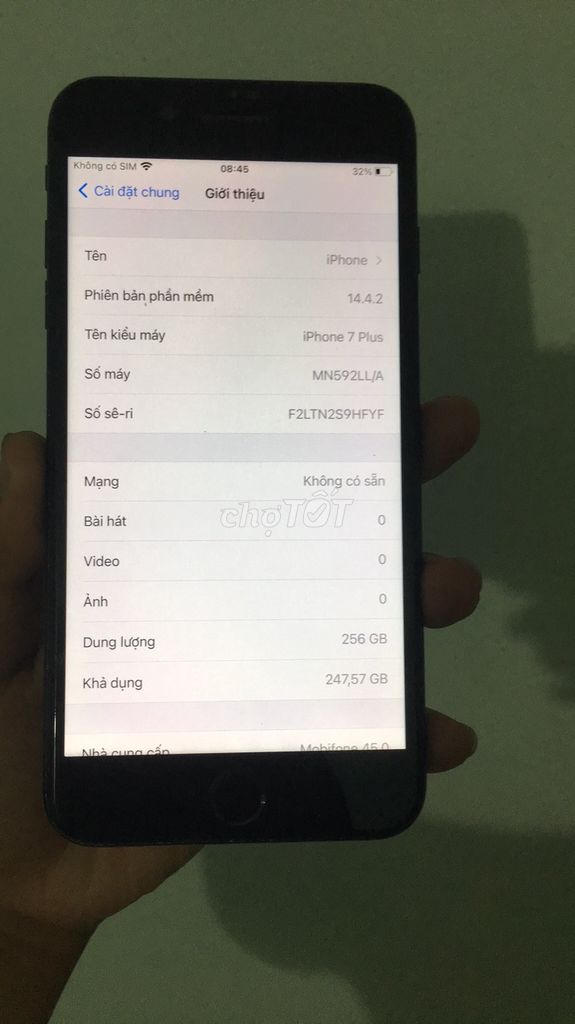 Không có SIM 08:45 32%
Cài đặt chung Giới thiệu
Tên iPhone
Phiên bản phần mềm 14.4.2
Tên kiểu máy iPhone 7 Plus
Số máy MN592LL/A
Số sê-ri F2LTN2S9HFYF
Mạng Không có sẵn
chợTỐT
Bài hát 0
Video 0
Ảnh 0
Dung lượng 256 GB
Khả dụng 247,57 GB
Nhà cung cấp Mobifone 45.0